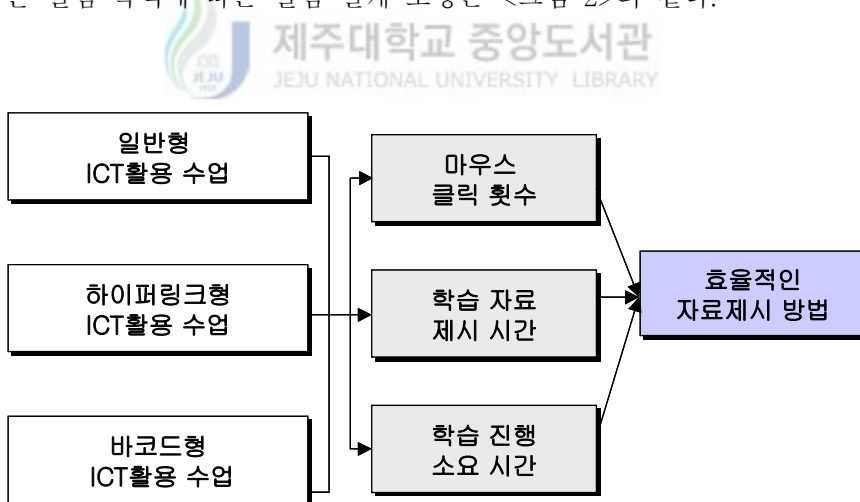 제주대학교 중앙도서관
JEJU NATIONAL UNIVERSITY LIBRARY
JEJU
1952
일반형
ICT활용 수업
하이퍼링크형
ICT활용 수업
바코드형
ICT활용 수업
마우스
클릭 횟수
학습 자료
제시 시간
학습 진행
소요 시간
효율적인
자료제시 방법